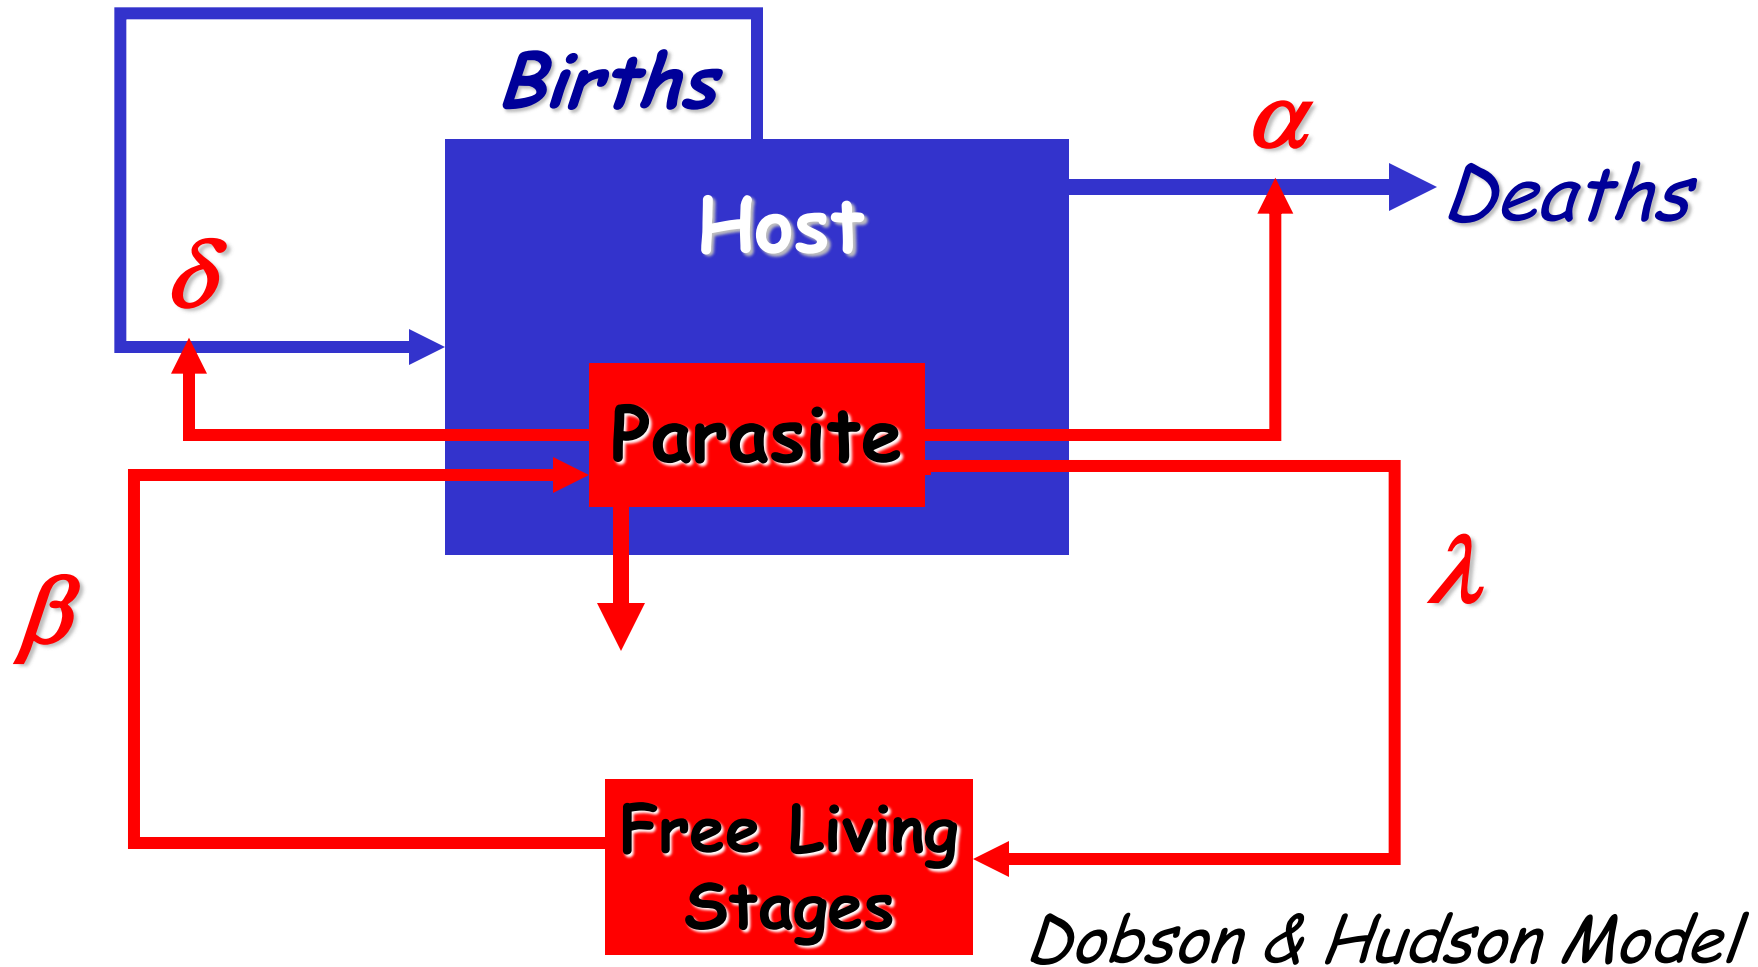 Births
α
Deaths
Host
δ
Parasite
λ
β
Free Living
Stages
Dobson & Hudson Model